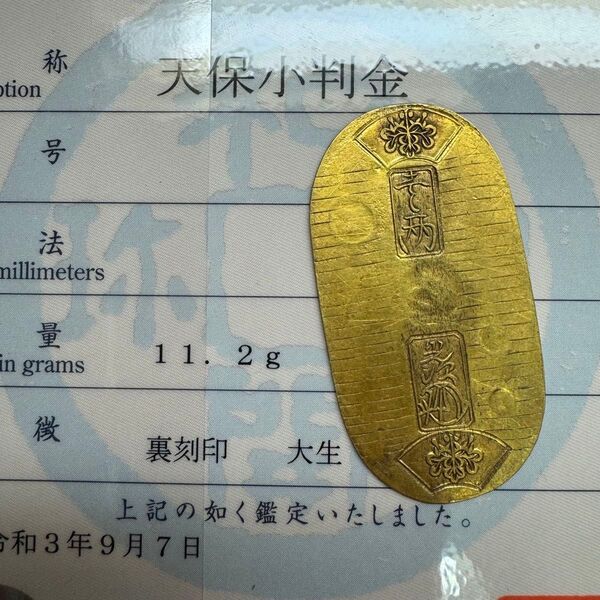 称
ption
天保小判金
号
法
millimeters
量
in grams
11.2g
徴
裏刻印 大生
上記の如く鑑定いたしました。
令和3年9月7日